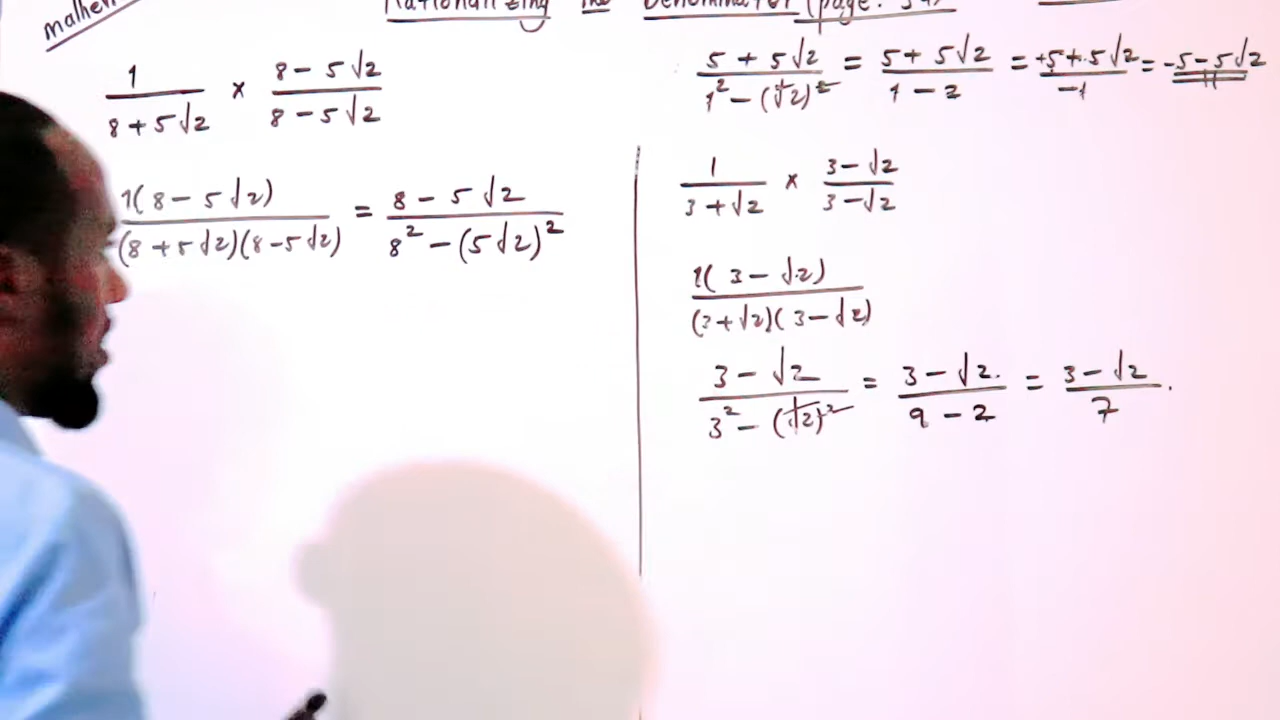 Rationalizing the Denominator (page:
1/(8 + 5√2) × (8 - 5√2)/(8 - 5√2)
1(8 - 5√2)/((8 + 5√2)(8 - 5√2)) = (8 - 5√2)/(8² - (5√2)²)
(5 + 5√2)/(1² - (√2)²) = (5 + 5√2)/(1 - 2) = (+5 + 5√2)/(-1) = -5 - 5√2
1/(3 + √2) × (3 - √2)/(3 - √2)
1(3 - √2)/((3 + √2)(3 - √2))
(3 - √2)/(3² - (√2)²) = (3 - √2)/(9 - 2) = (3 - √2)/7.